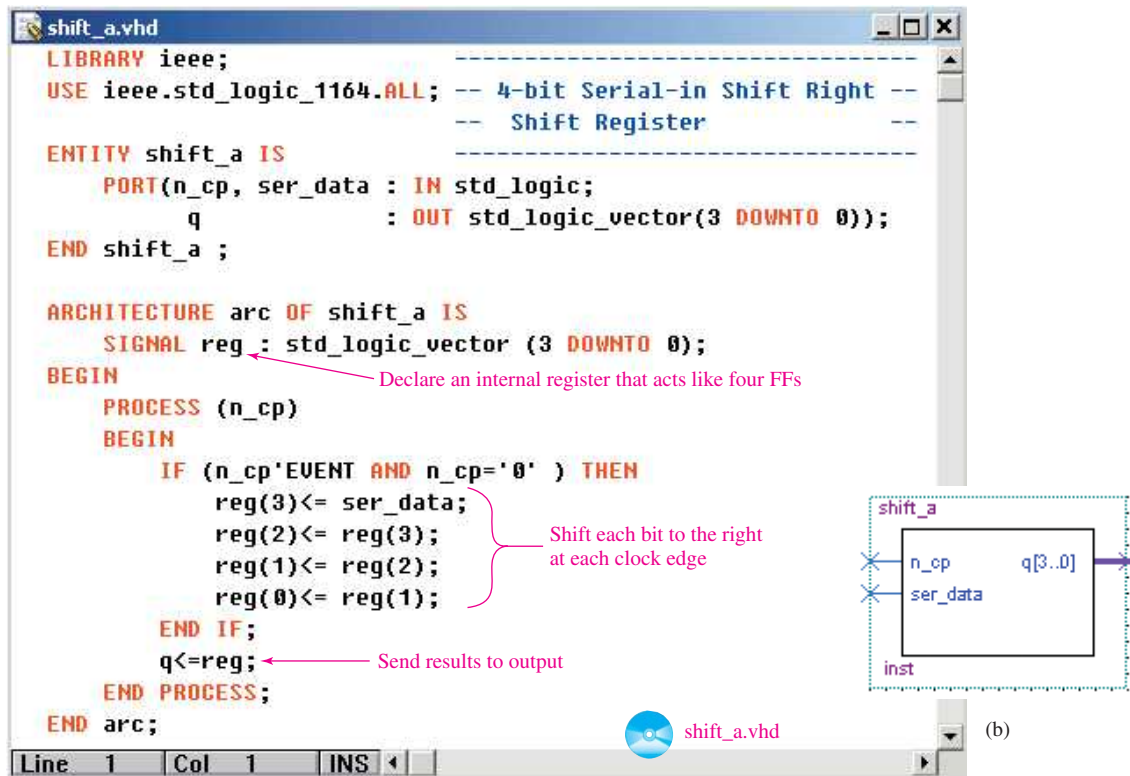 shift_a.vhd
LIBRARY ieee; --------------------------------
USE ieee.std_logic_1164.ALL; -- 4-bit Serial-in Shift Right --
-- Shift Register --
ENTITY shift_a IS --------------------------------
PORT(n_cp, ser_data : IN std_logic;
q : OUT std_logic_vector(3 DOWNTO 0));
END shift_a ;
ARCHITECTURE arc OF shift_a IS
SIGNAL reg : std_logic_vector (3 DOWNTO 0);
BEGIN
Declare an internal register that acts like four FFs
PROCESS (n_cp)
BEGIN
IF (n_cp'EVENT AND n_cp='0' ) THEN
reg(3)<= ser_data;
reg(2)<= reg(3);
reg(1)<= reg(2);
reg(0)<= reg(1);
Shift each bit to the right
at each clock edge
END IF;
q<=reg;
Send results to output
END PROCESS;
END arc;
shift_a.vhd
Line 1 Col 1 INS
shift_a
n_cp q[3..0]
ser_data
inst
(b)